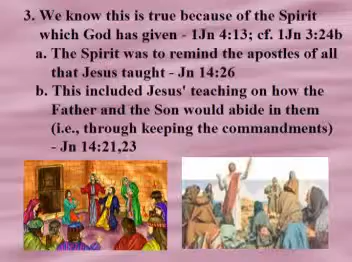 3. We know this is true because of the Spirit
which God has given - 1Jn 4:13; cf. 1Jn 3:24b
a. The Spirit was to remind the apostles of all
that Jesus taught - Jn 14:26
b. This included Jesus' teaching on how the
Father and the Son would abide in them
(i.e., through keeping the commandments)
- Jn 14:21,23